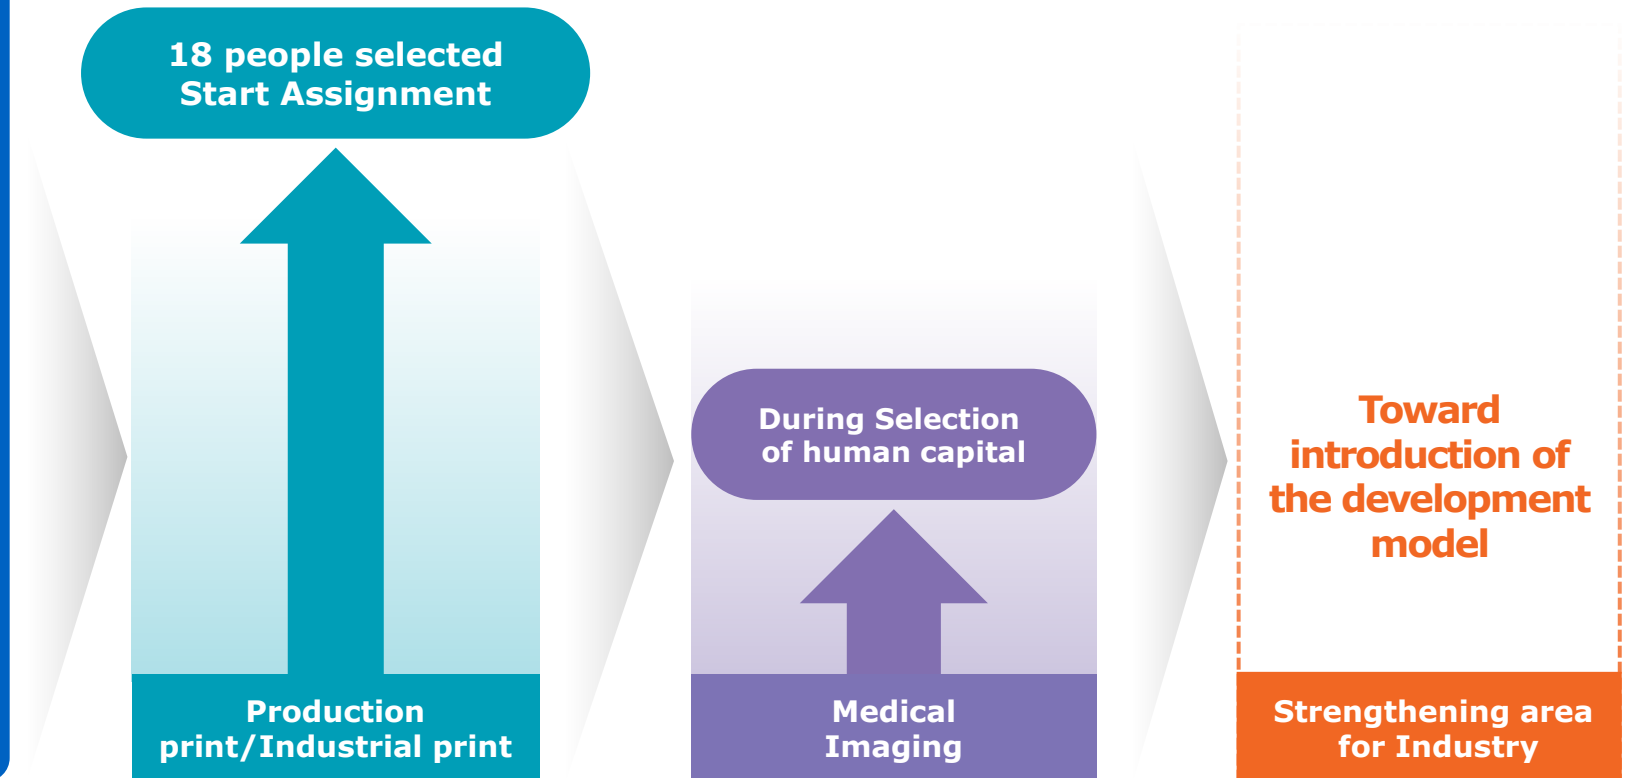 18 people selected
Start Assignment
Production
print/Industrial print
During Selection
of human capital
Medical
Imaging
Toward
introduction of
the development
model
Strengthening area
for Industry